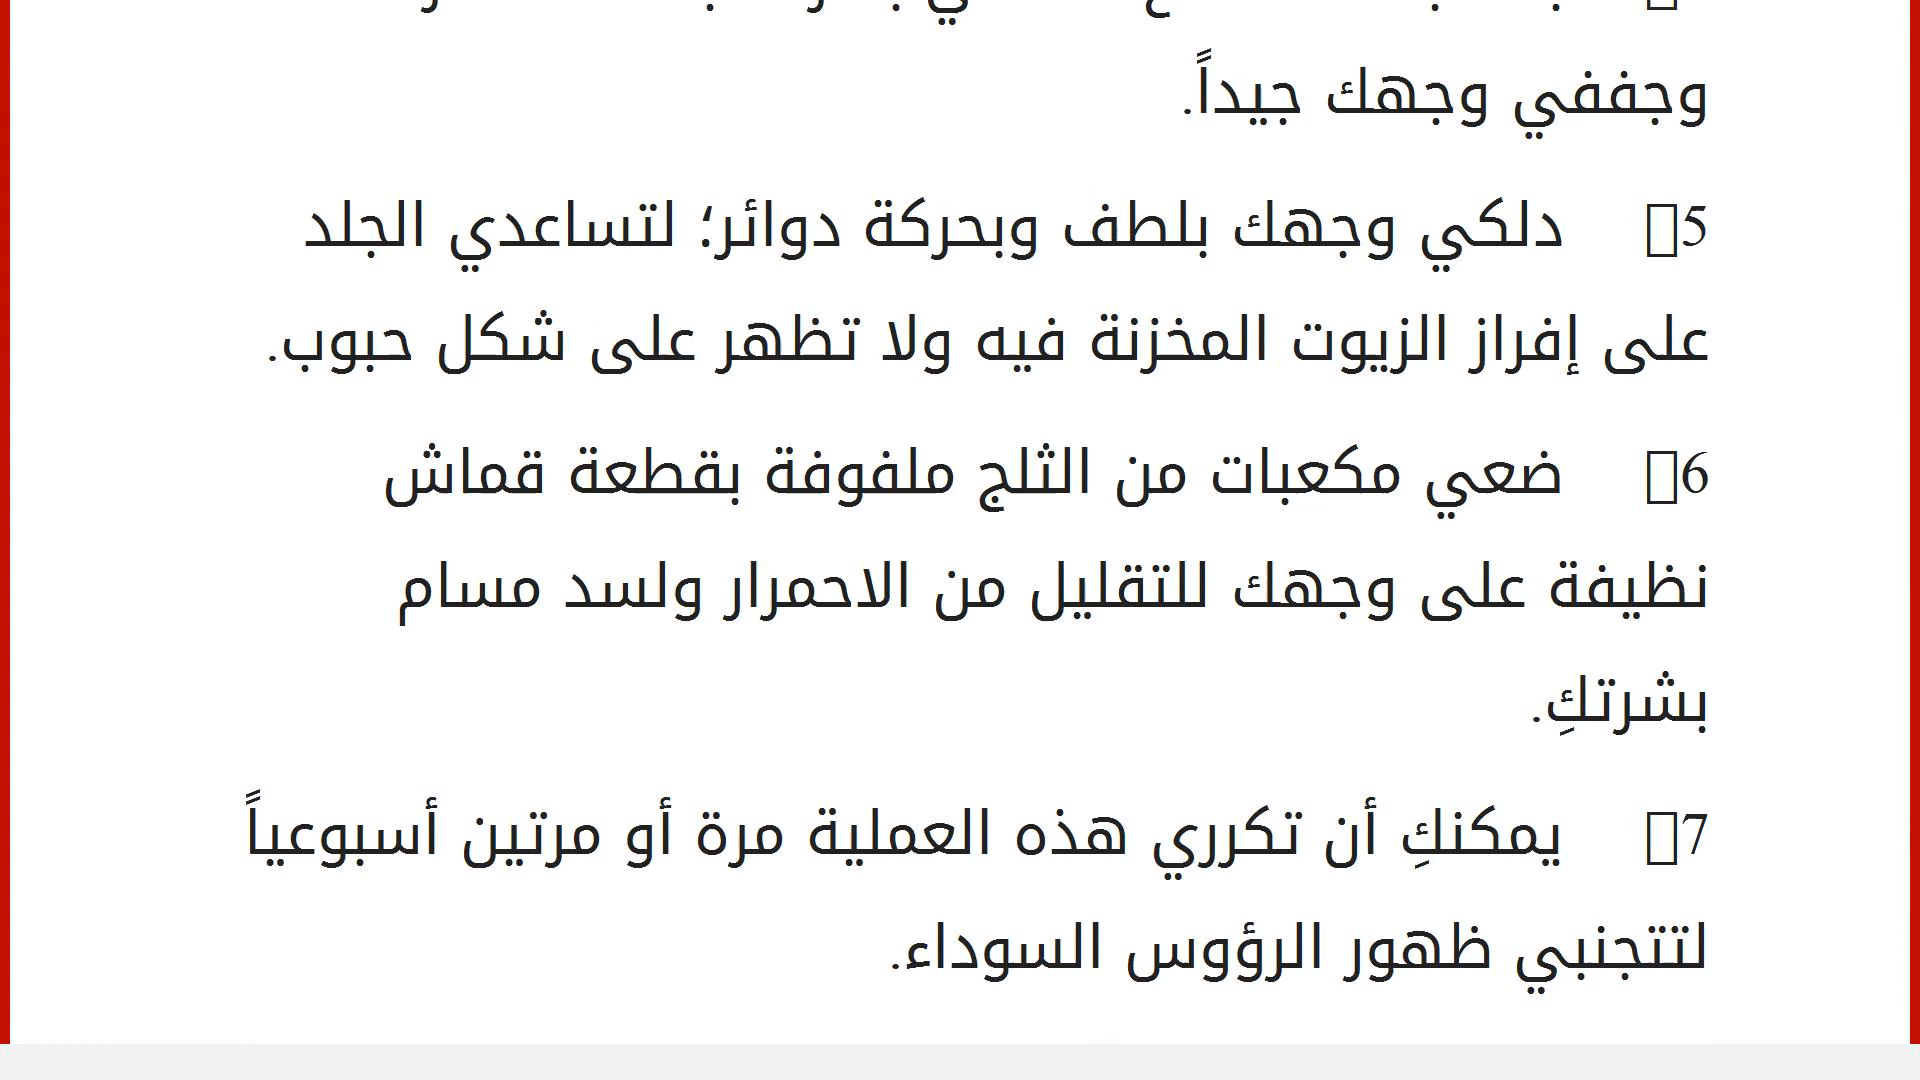 وجففي وجهك جيداً.
5 دلكي وجهك بلطف وبحركة دوائر؛ لتساعدي الجلد
على إفراز الزيوت المخزنة فيه ولا تظهر على شكل حبوب.
6 ضعي مكعبات من الثلج ملفوفة بقطعة قماش
نظيفة على وجهك للتقليل من الاحمرار ولسد مسام
بشرتكِ.
7 يمكنكِ أن تكرري هذه العملية مرة أو مرتين أسبوعياً
لتتجنبي ظهور الرؤوس السوداء.